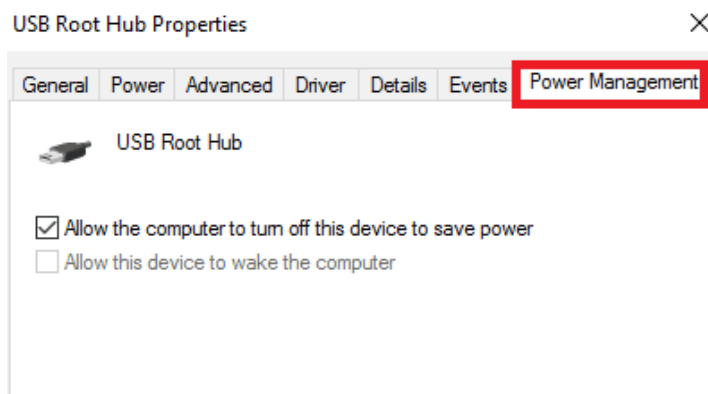 USB Root Hub Properties
General Power Advanced Driver Details Events Power Management
USB Root Hub
Allow the computer to turn off this device to save power
Allow this device to wake the computer